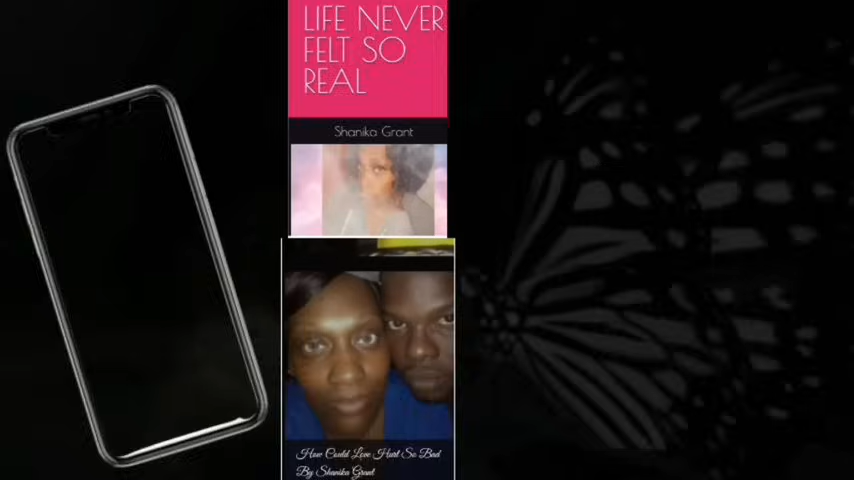 LIFE NEVER
FELT SO
REAL
Shanika Grant
How Could Love Hurt So Bad
By Shanika Grant